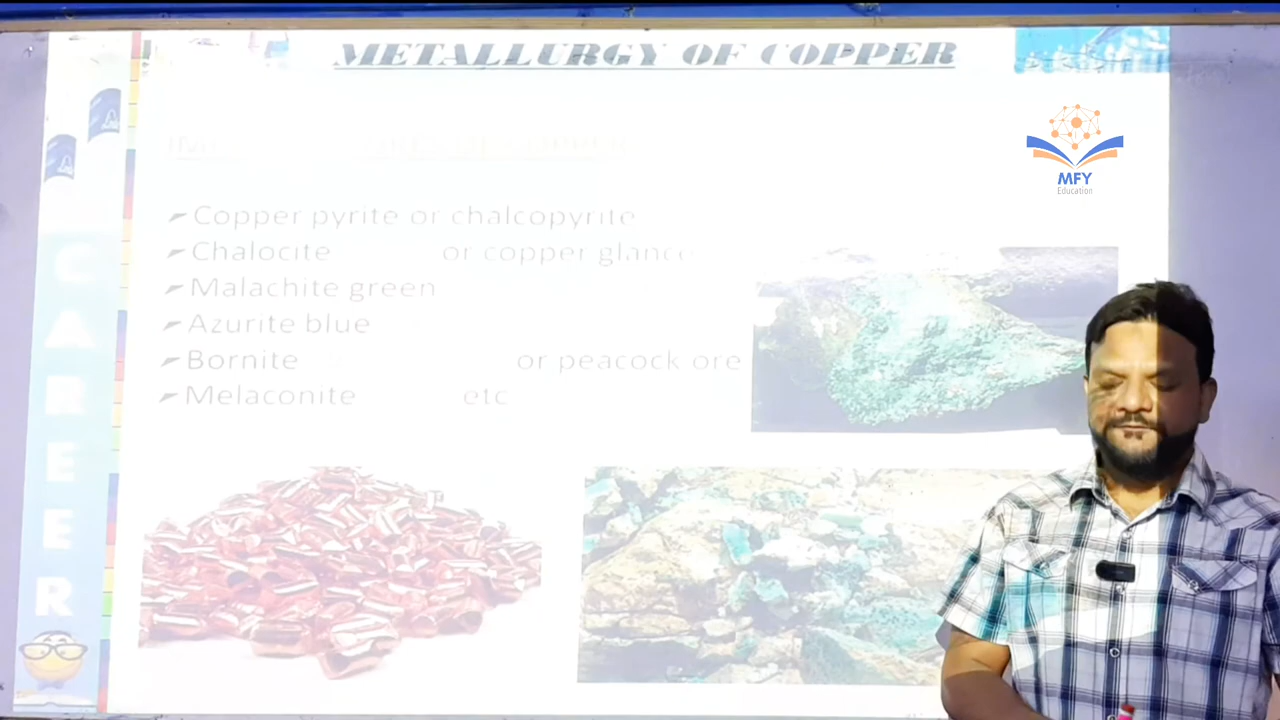 METALLURGY OF COPPER
MFY
Education
Copper pyrite or chalcopyrite
Chalocite or copper glance
Malachite green
Azurite blue
Bornite or peacock ore
Melaconite etc
CAREER